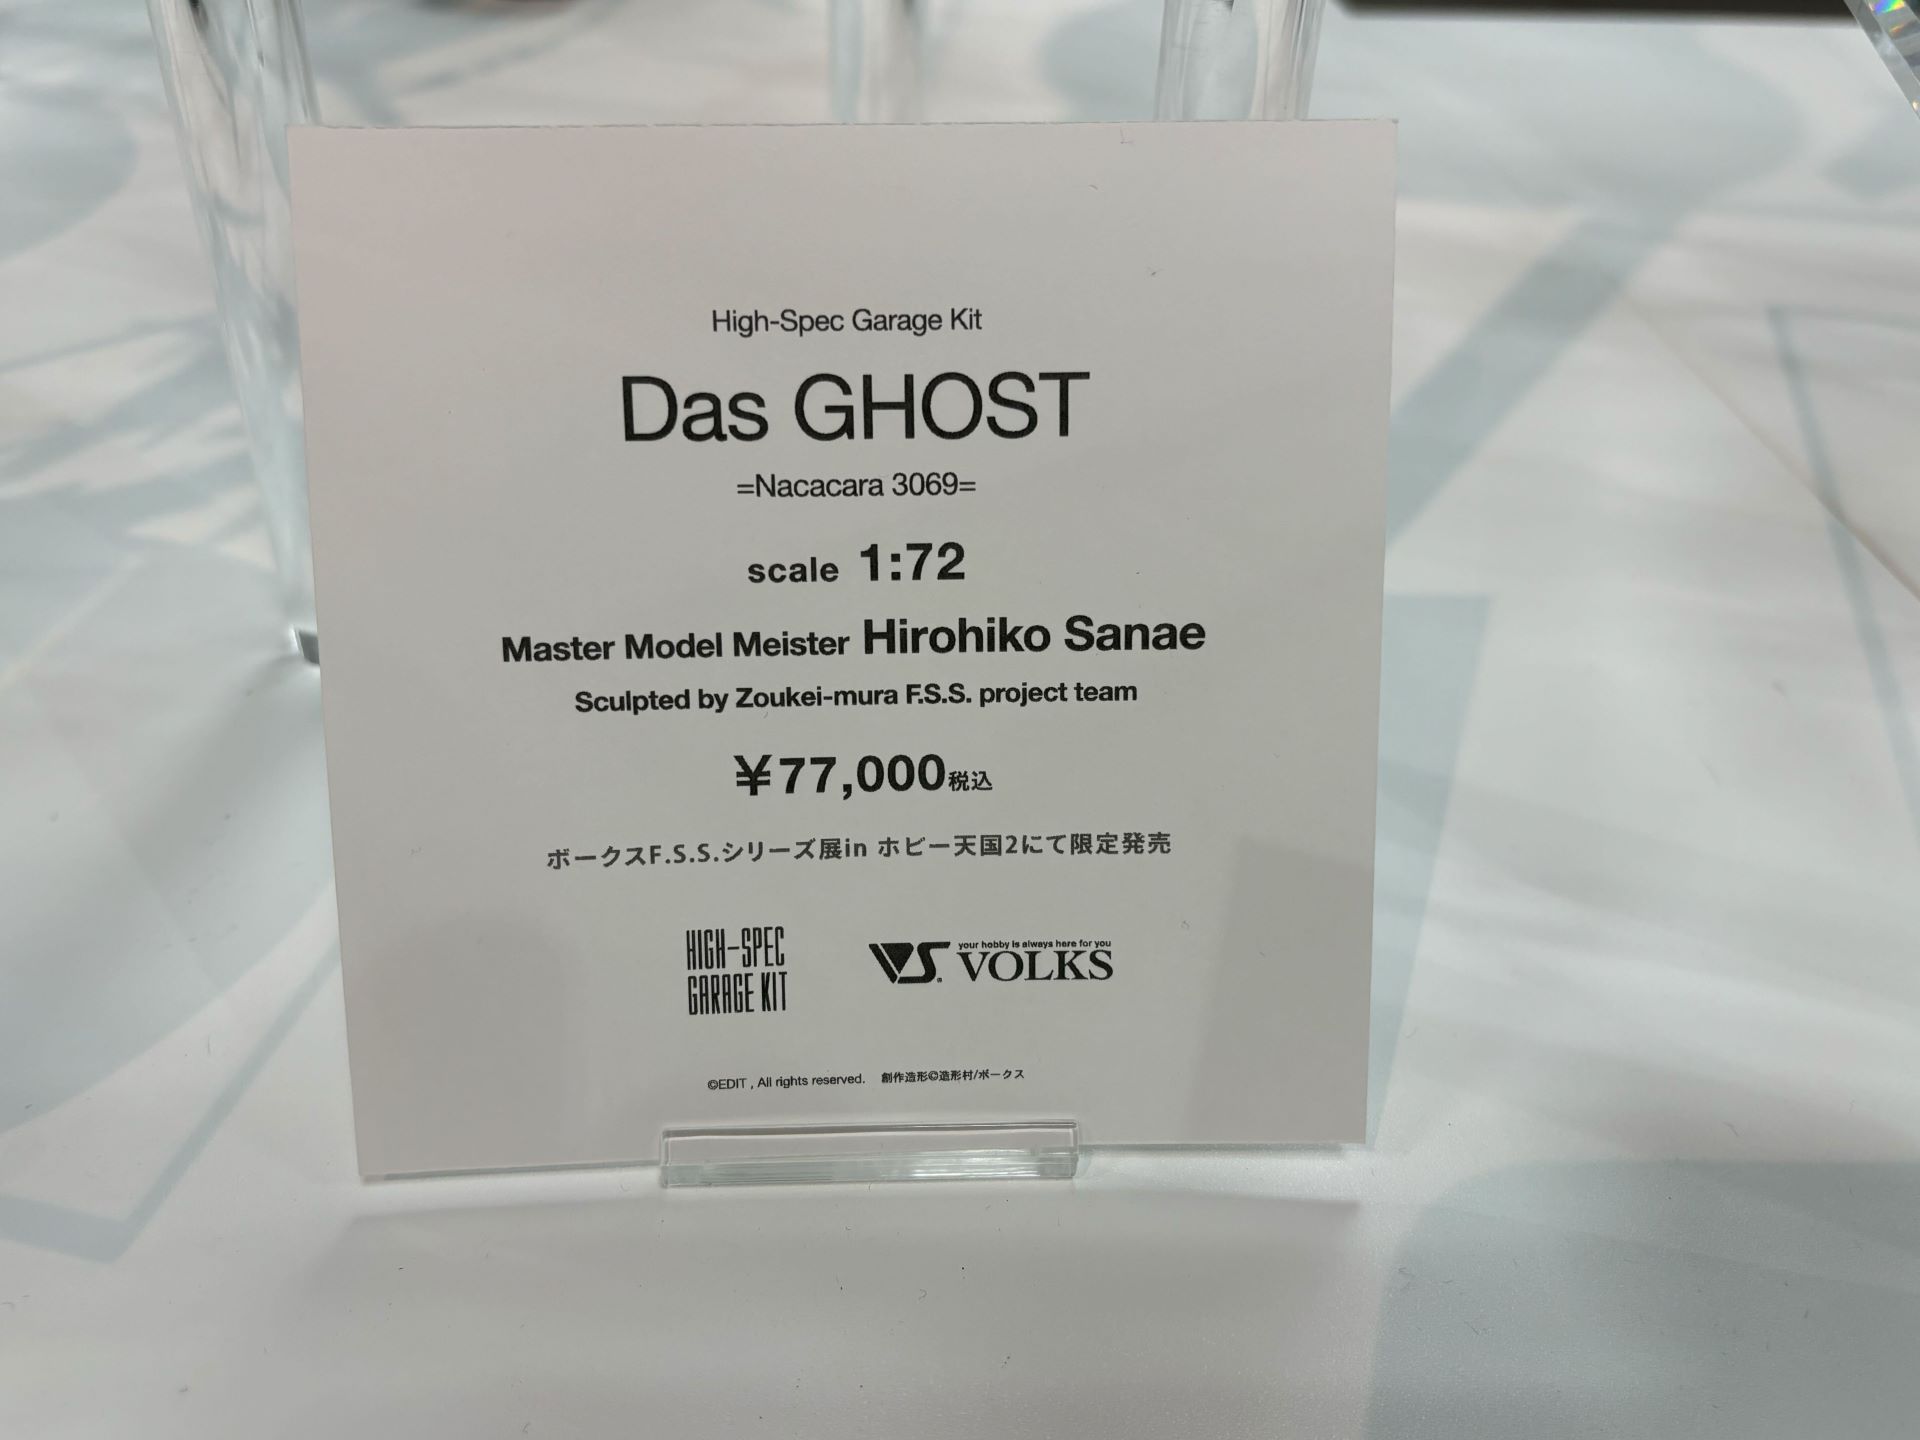 High-Spec Garage Kit
Das GHOST
=Nacacara 3069=
scale 1:72
Master Model Meister Hirohiko Sanae
Sculpted by Zoukei-mura F.S.S. project team
¥77,000税込
ボークスF.S.S.シリーズ展in ホビー天国2にて限定発売
HIGH-SPEC
GARAGE KIT
VS
your hobby is always here for you
VOLKS
©EDIT , All rights reserved. 創作造形©造形村/ボークス